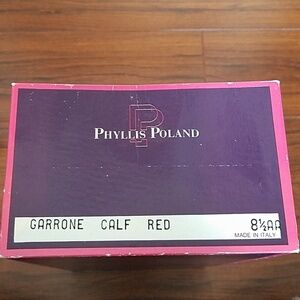 PHYLLIS POLAND
GARRONE CALF RED 8½AA
MADE IN ITALY